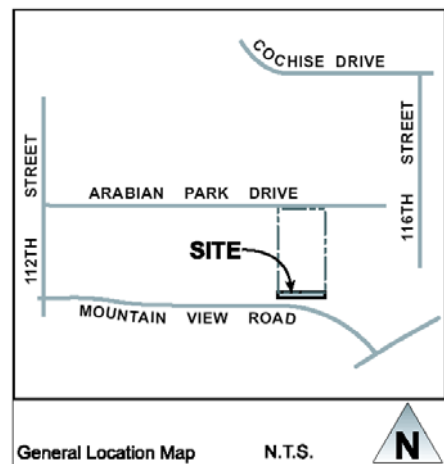 COCHISE DRIVE
112TH STREET
116TH STREET
ARABIAN PARK DRIVE
SITE
MOUNTAIN VIEW ROAD
General Location Map N.T.S. N